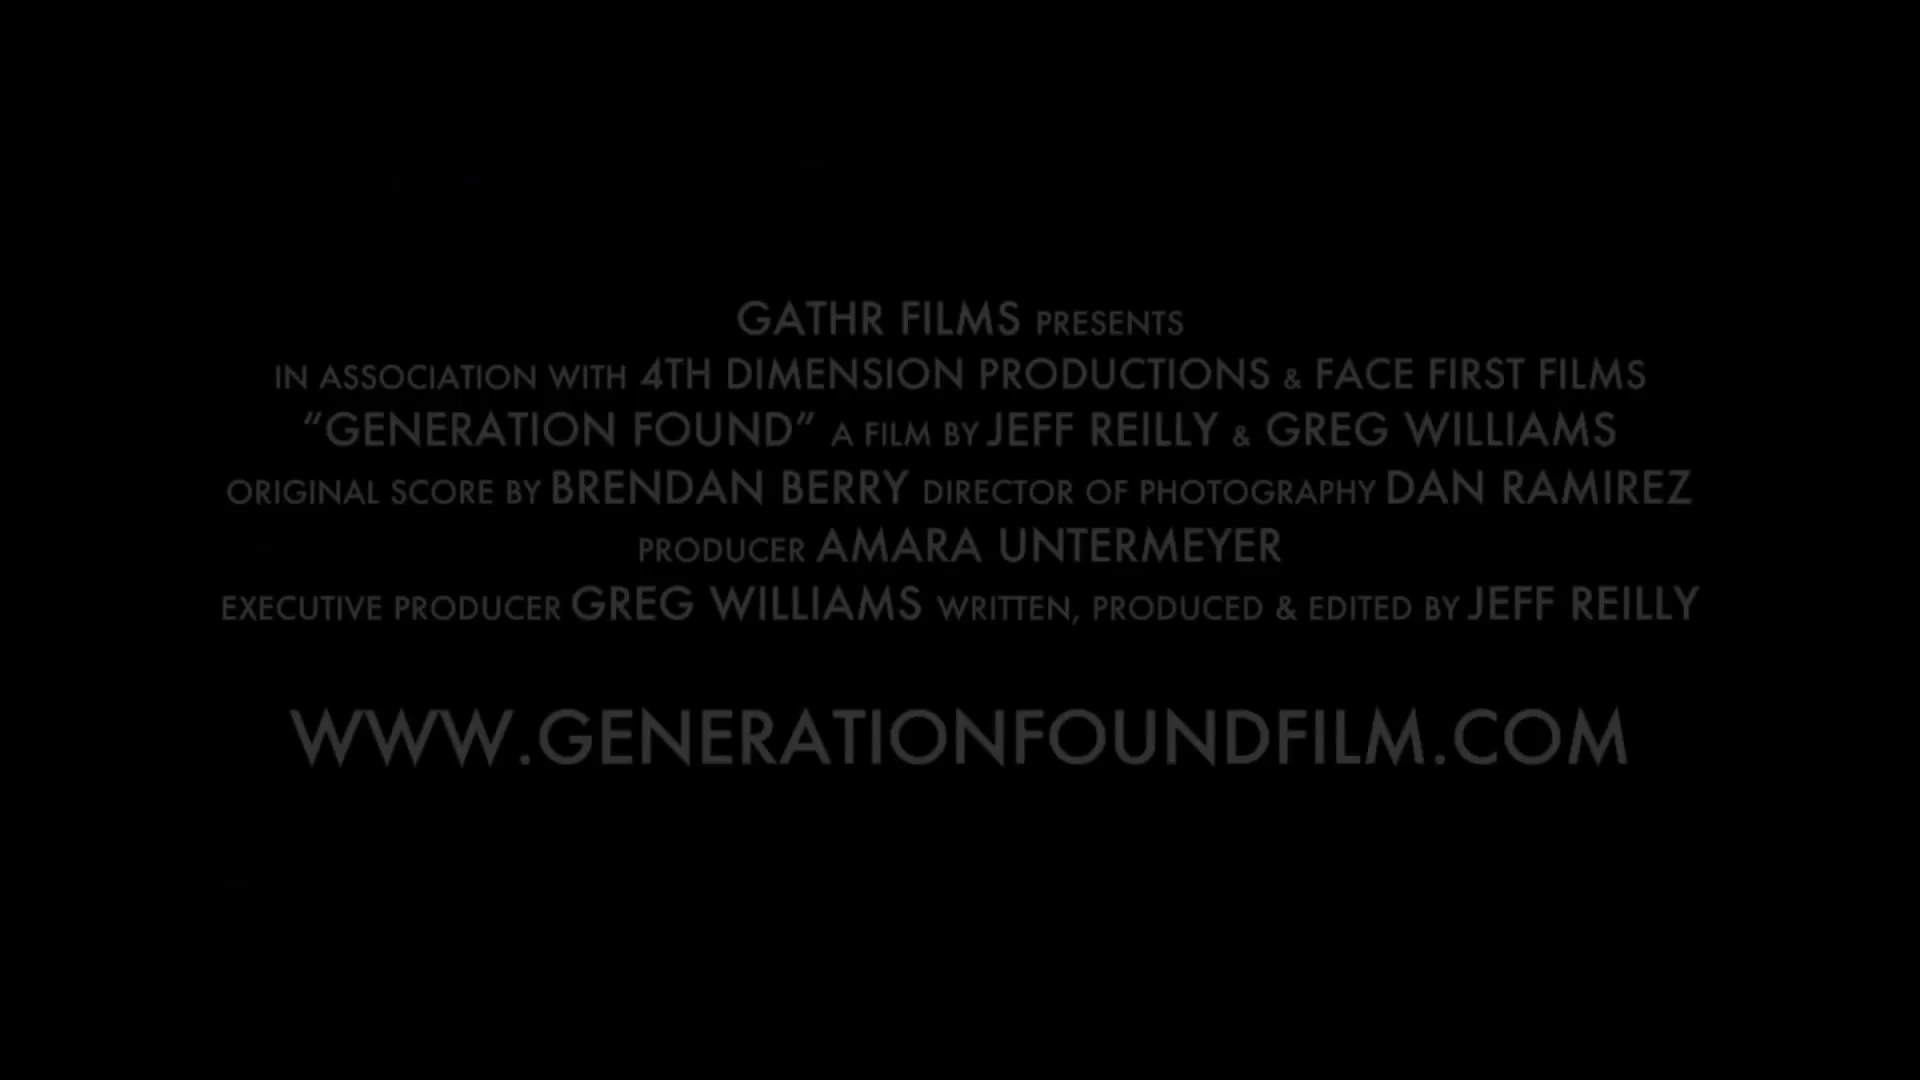 GATHR FILMS PRESENTS
IN ASSOCIATION WITH 4TH DIMENSION PRODUCTIONS & FACE FIRST FILMS
“GENERATION FOUND” A FILM BY JEFF REILLY & GREG WILLIAMS
ORIGINAL SCORE BY BRENDAN BERRY DIRECTOR OF PHOTOGRAPHY DAN RAMIREZ
PRODUCER AMARA UNTERMEYER
EXECUTIVE PRODUCER GREG WILLIAMS WRITTEN, PRODUCED & EDITED BY JEFF REILLY
WWW.GENERATIONFOUNDFILM.COM